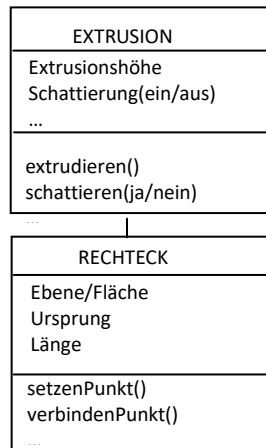 EXTRUSION
Extrusionshöhe
Schattierung(ein/aus)
...
extrudieren()
schattieren(ja/nein)
...
RECHTECK
Ebene/Fläche
Ursprung
Länge
setzenPunkt()
verbindenPunkt()
...